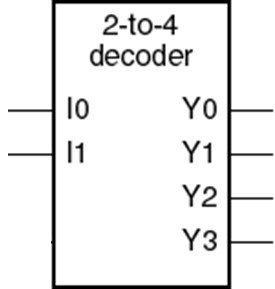 2-to-4
decoder
I0 Y0
I1 Y1
Y2
Y3